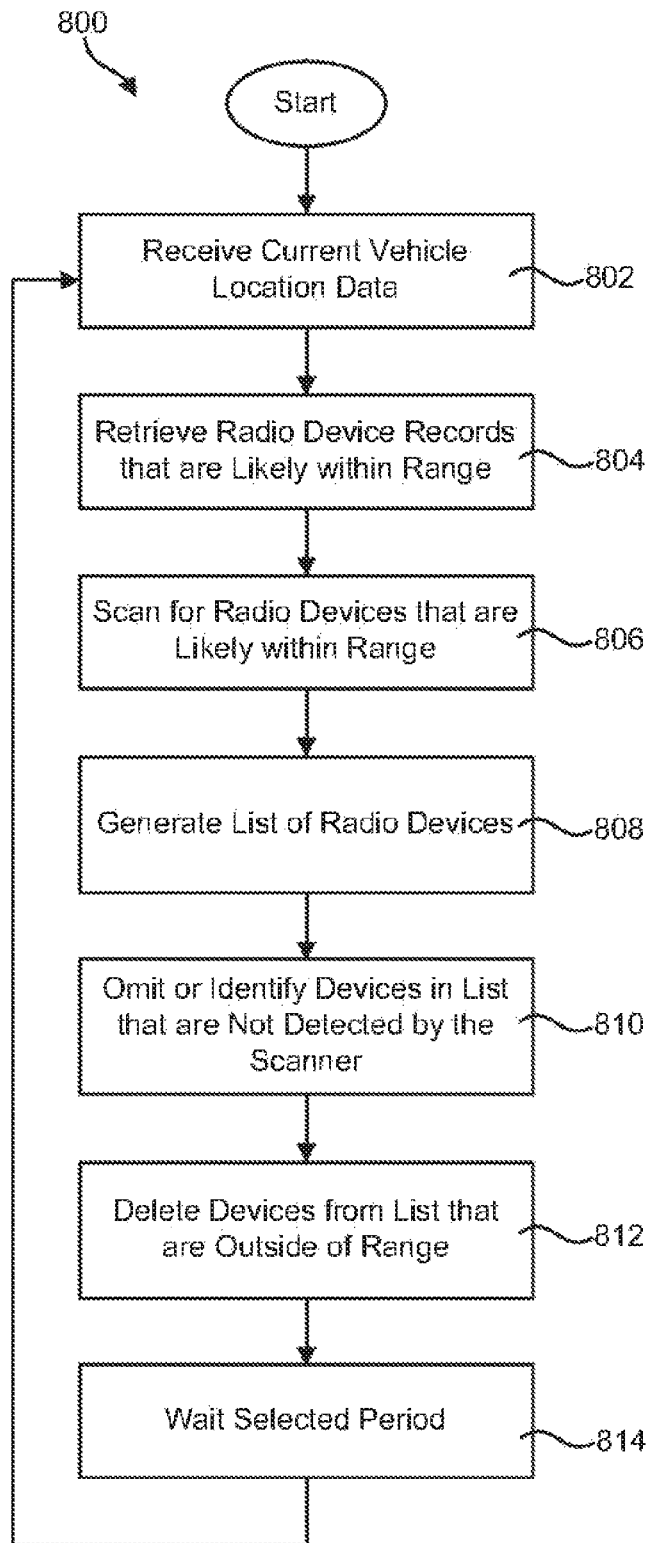 800
Start
Receive Current Vehicle
Location Data
802
Retrieve Radio Device Records
that are Likely within Range
804
Scan for Radio Devices that are
Likely within Range
806
Generate List of Radio Devices
808
Omit or Identify Devices in List
that are Not Detected by the
Scanner
810
Delete Devices from List that
are Outside of Range
812
Wait Selected Period
814